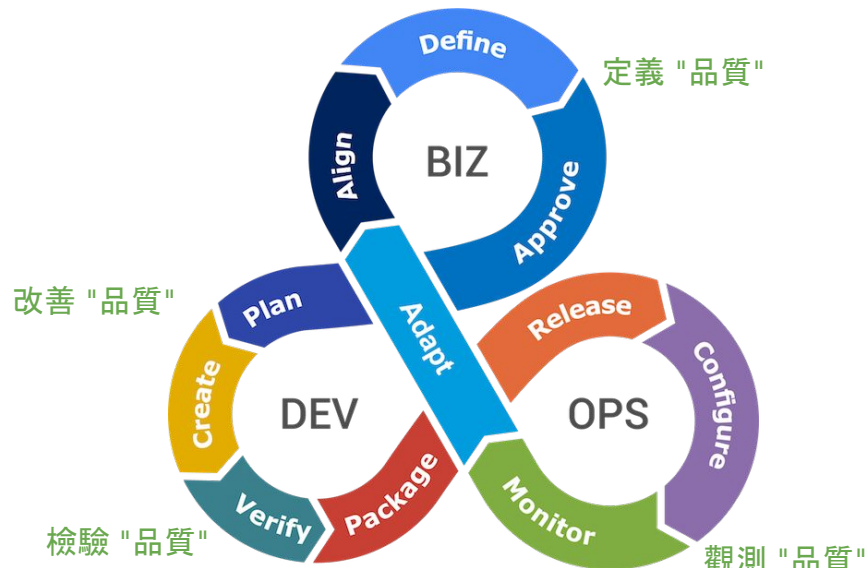 Define
定義 "品質"
BIZ
Align
Approve
改善 "品質"
Plan
Adapt
Release
Create
DEV
OPS
Configure
Verify
Package
Monitor
檢驗 "品質"
觀測 "品質"